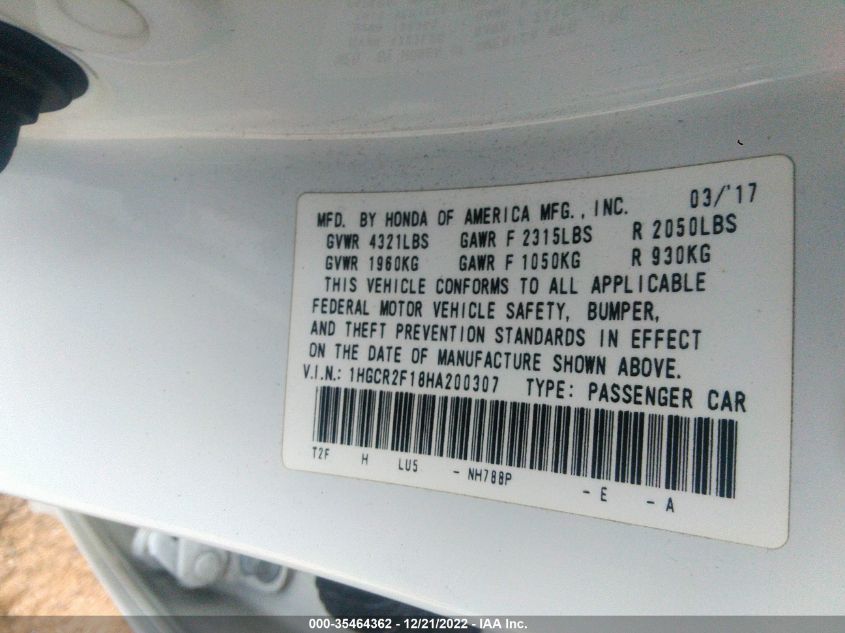 MFD. BY HONDA OF AMERICA MFG., INC. 03/'17
GVWR 4321LBS GAWR F 2315LBS R 2050LBS
GVWR 1960KG GAWR F 1050KG R 930KG
THIS VEHICLE CONFORMS TO ALL APPLICABLE
FEDERAL MOTOR VEHICLE SAFETY, BUMPER,
AND THEFT PREVENTION STANDARDS IN EFFECT
ON THE DATE OF MANUFACTURE SHOWN ABOVE.
V.I.N.: 1HGCR2F18HA200307 TYPE: PASSENGER CAR
T2F H LU5 - NH788P - E - A
000-35464362 - 12/21/2022 - IAA Inc.